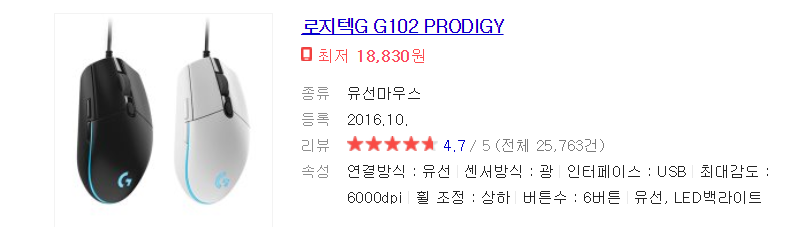 로지텍G G102 PRODIGY
최저 18,830원
종류 유선마우스
등록 2016.10.
리뷰 4.7 / 5 (전체 25,763건)
속성 연결방식 : 유선 | 센서방식 : 광 | 인터페이스 : USB | 최대감도 :
6000dpi | 휠 조정 : 상하 | 버튼수 : 6버튼 | 유선, LED백라이트